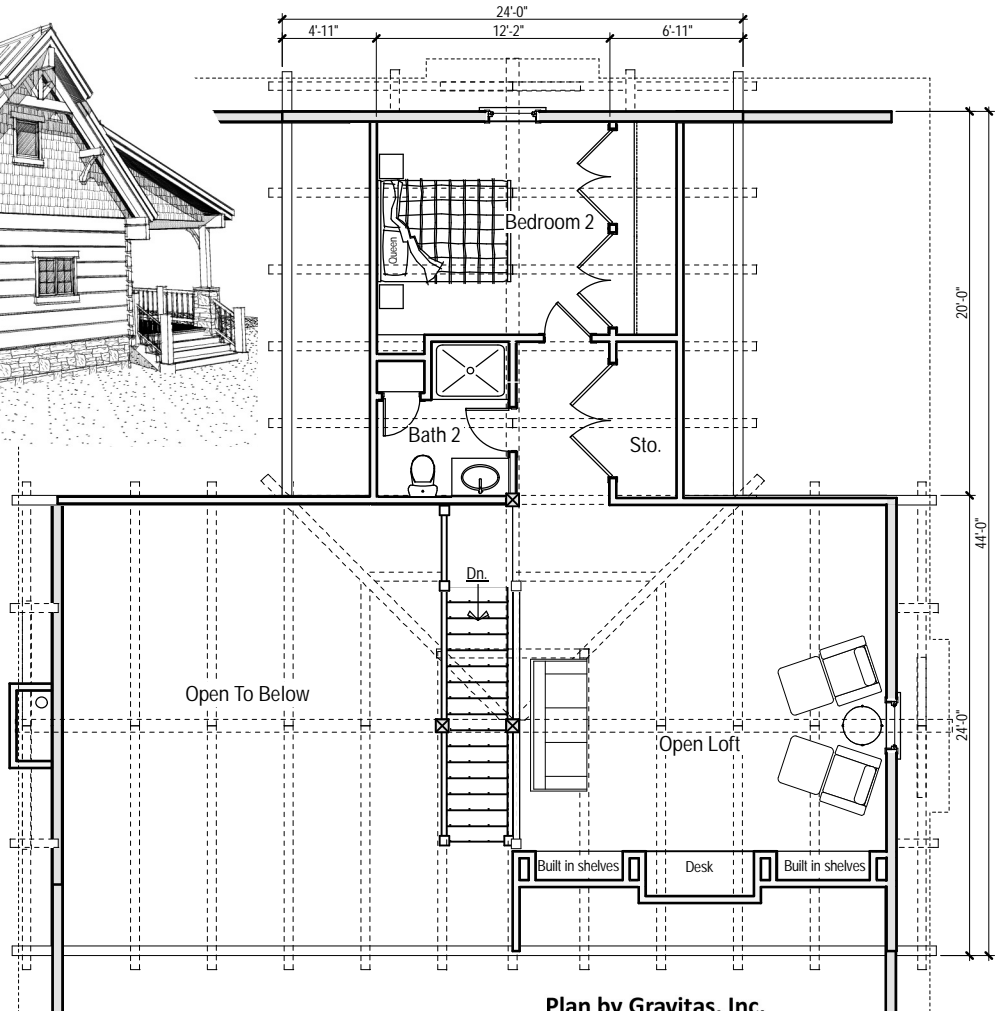 24'-0"
4'-11" 12'-2" 6'-11"
Bedroom 2
Queen
20'-0"
Bath 2
Sto.
44'-0"
Dn.
Open To Below
Open Loft
24'-0"
Built in shelves Desk Built in shelves
Plan by Gravitas, Inc.